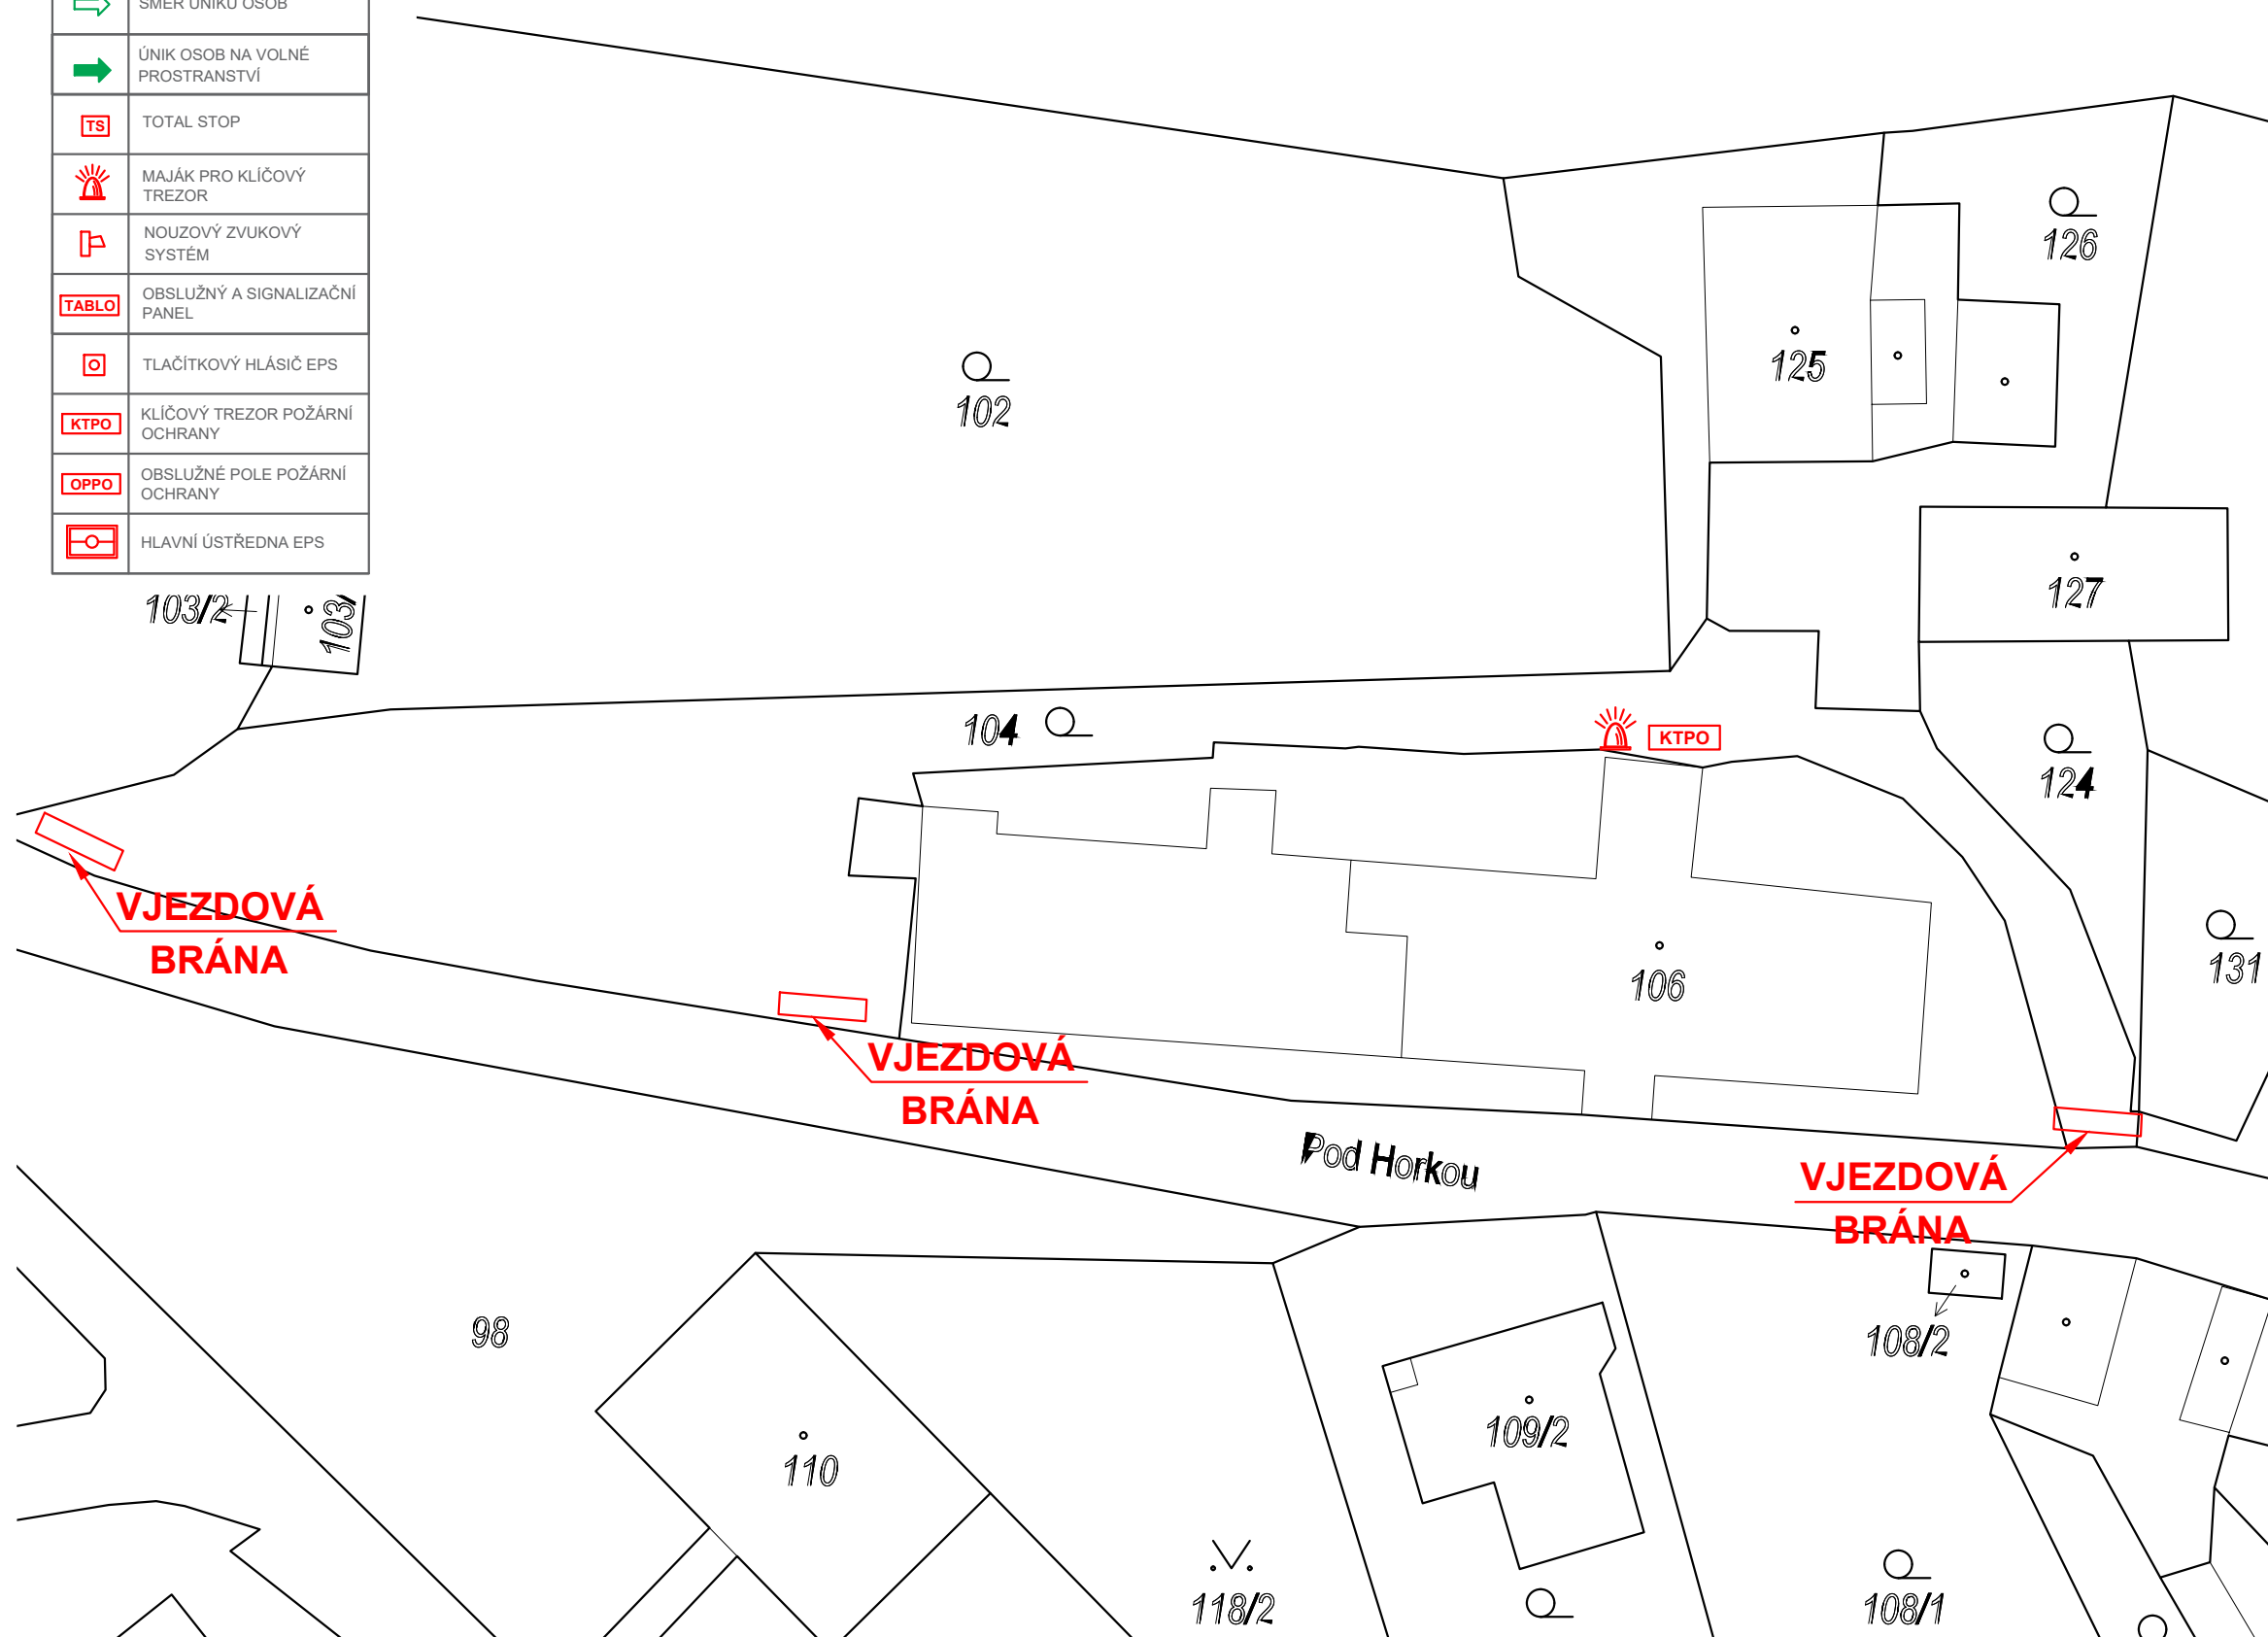 SMĚR ÚNIKU OSOB
ÚNIK OSOB NA VOLNÉ
PROSTRANSTVÍ
TS
TOTAL STOP
MAJÁK PRO KLÍČOVÝ
TREZOR
NOUZOVÝ ZVUKOVÝ
SYSTÉM
TABLO
OBSLUŽNÝ A SIGNALIZAČNÍ
PANEL
TLAČÍTKOVÝ HLÁSIČ EPS
KTPO
KLÍČOVÝ TREZOR POŽÁRNÍ
OCHRANY
OPPO
OBSLUŽNÉ POLE POŽÁRNÍ
OCHRANY
HLAVNÍ ÚSTŘEDNA EPS
126
125
102
127
103/2
103/
104
KTPO
124
VJEZDOVÁ
BRÁNA
131
106
VJEZDOVÁ
BRÁNA
Pod Horkou
VJEZDOVÁ
BRÁNA
98
108/2
109/2
110
118/2
108/1